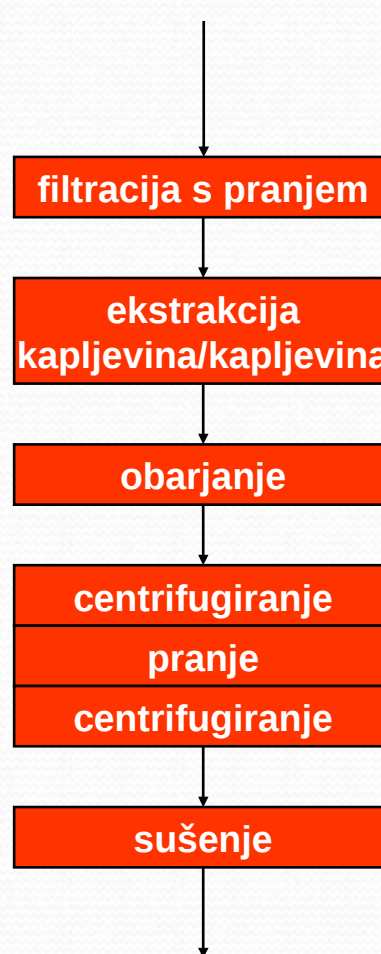 filtracija s pranjem
ekstrakcija
kapljevina/kapljevina
obarjanje
centrifugiranje
pranje
centrifugiranje
sušenje